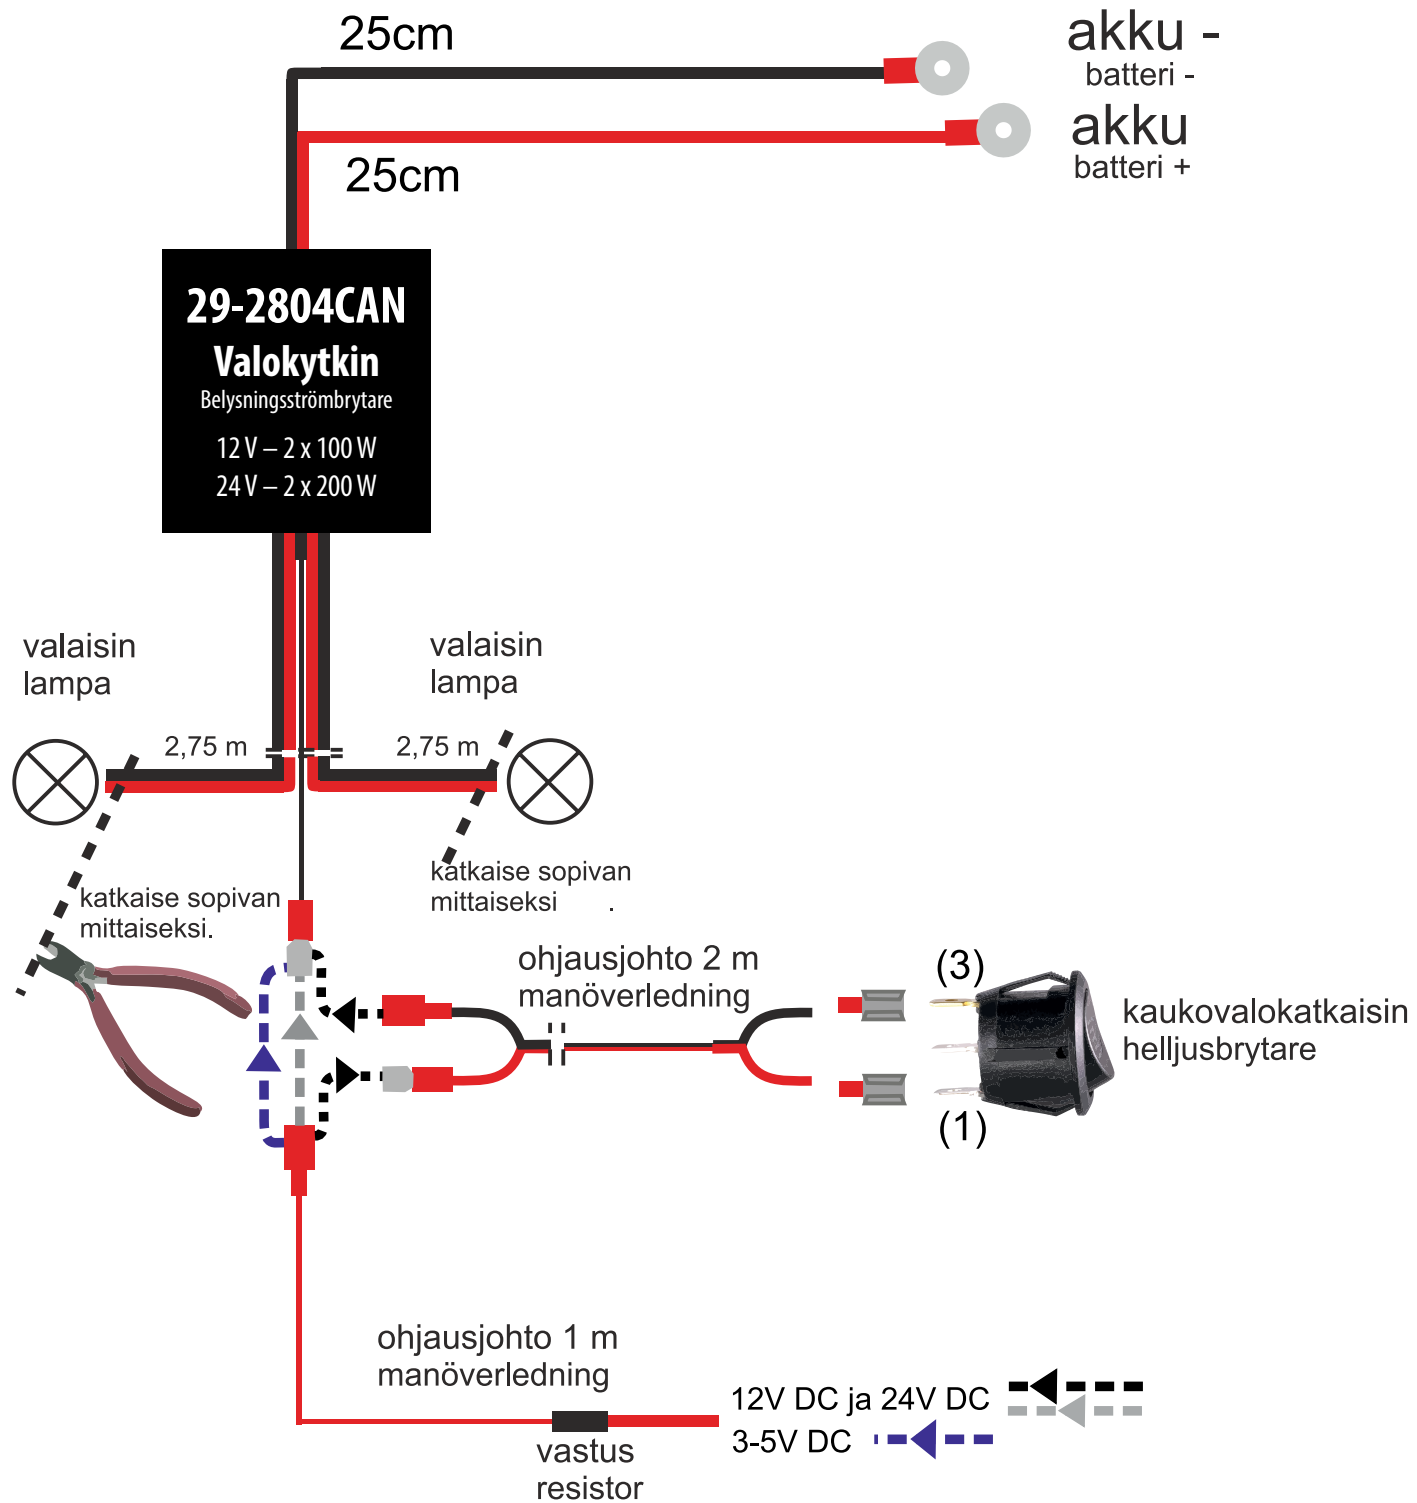 25cm
akku -
batteri -
akku
batteri +
25cm
29-2804CAN
Valokytkin
Belysningsströmbrytare
12 V – 2 x 100 W
24 V – 2 x 200 W
valaisin
lampa
valaisin
lampa
2,75 m
2,75 m
katkaise sopivan
mittaiseksi.
katkaise sopivan
mittaiseksi .
ohjausjohto 2 m
manöverledning
(3)
kaukovalokatkaisin
helljusbrytare
(1)
ohjausjohto 1 m
manöverledning
12V DC ja 24V DC
3-5V DC
vastus
resistor